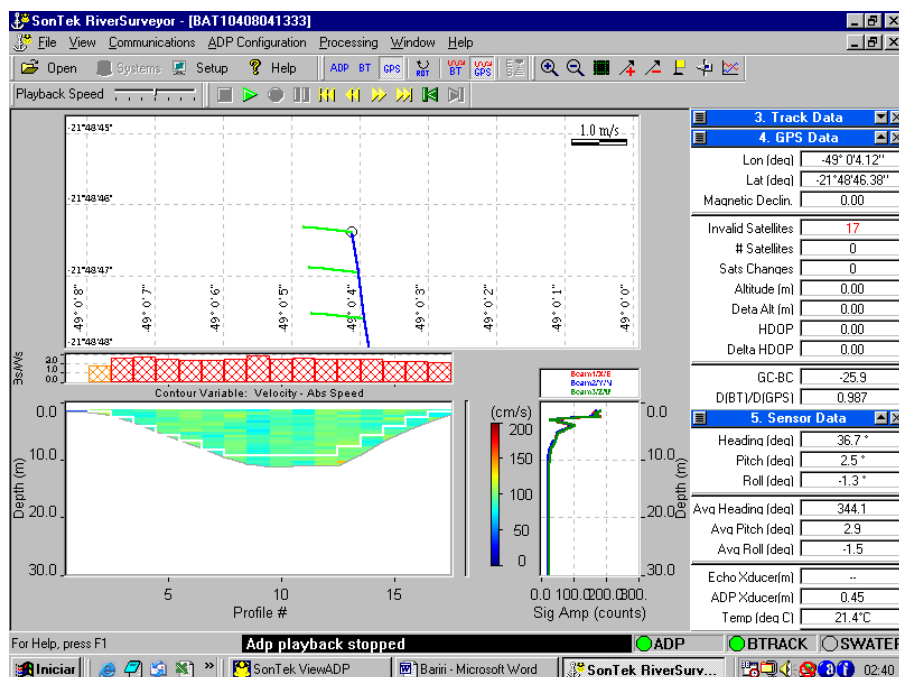 SonTek RiverSurveyor - [BAT10408041333]
File View Communications ADP Configuration Processing Window Help
Open Systems Setup Help ADP BT GPS BT GPS
Playback Speed
-21°48'45"
1.0 m/s
-21°48'46"
-21°48'47"
-21°48'48"
49° 0'8"
49° 0'7"
49° 0'6"
49° 0'5"
49° 0'4"
49° 0'3"
49° 0'2"
49° 0'1"
49° 0'0"
3. Track Data
4. GPS Data
Lon (deg) -49° 0'4.12"
Lat (deg) -21°48'46.38"
Magnetic Declin. 0.00
Invalid Satellites 17
# Satellites 0
Sats Changes 0
Altitude (m) 0.00
Deta Alt (m) 0.00
HDOP 0.00
Delta HDOP 0.00
GC-BC -25.9
D(BT)/D(GPS) 0.987
5. Sensor Data
Heading (deg) 36.7 °
Pitch (deg) 2.5 °
Roll (deg) -1.3 °
Avg Heading (deg) 344.1
Avg Pitch (deg) 2.9
Avg Roll (deg) -1.5
Echo Xducer(m) --
ADP Xducer(m) 0.45
Temp (deg C) 21.4°C
2.0
1.0
0.0
Contour Variable: Velocity - Abs Speed
Depth (m)
0.0
10.0
20.0
30.0
5 10 15
Profile #
(cm/s)
200
150
100
50
0
Beam1/X/E
Beam2/Y/N
Beam3/Z/U
0.0
10.0
20.0
30.0
Depth (m)
0.0 100.0 200.0 300.
Sig Amp (counts)
For Help, press F1 Adp playback stopped ADP BTRACK SWATER
Iniciar » SonTek ViewADP Bariri - Microsoft Word SonTek RiverSurv... 02:40